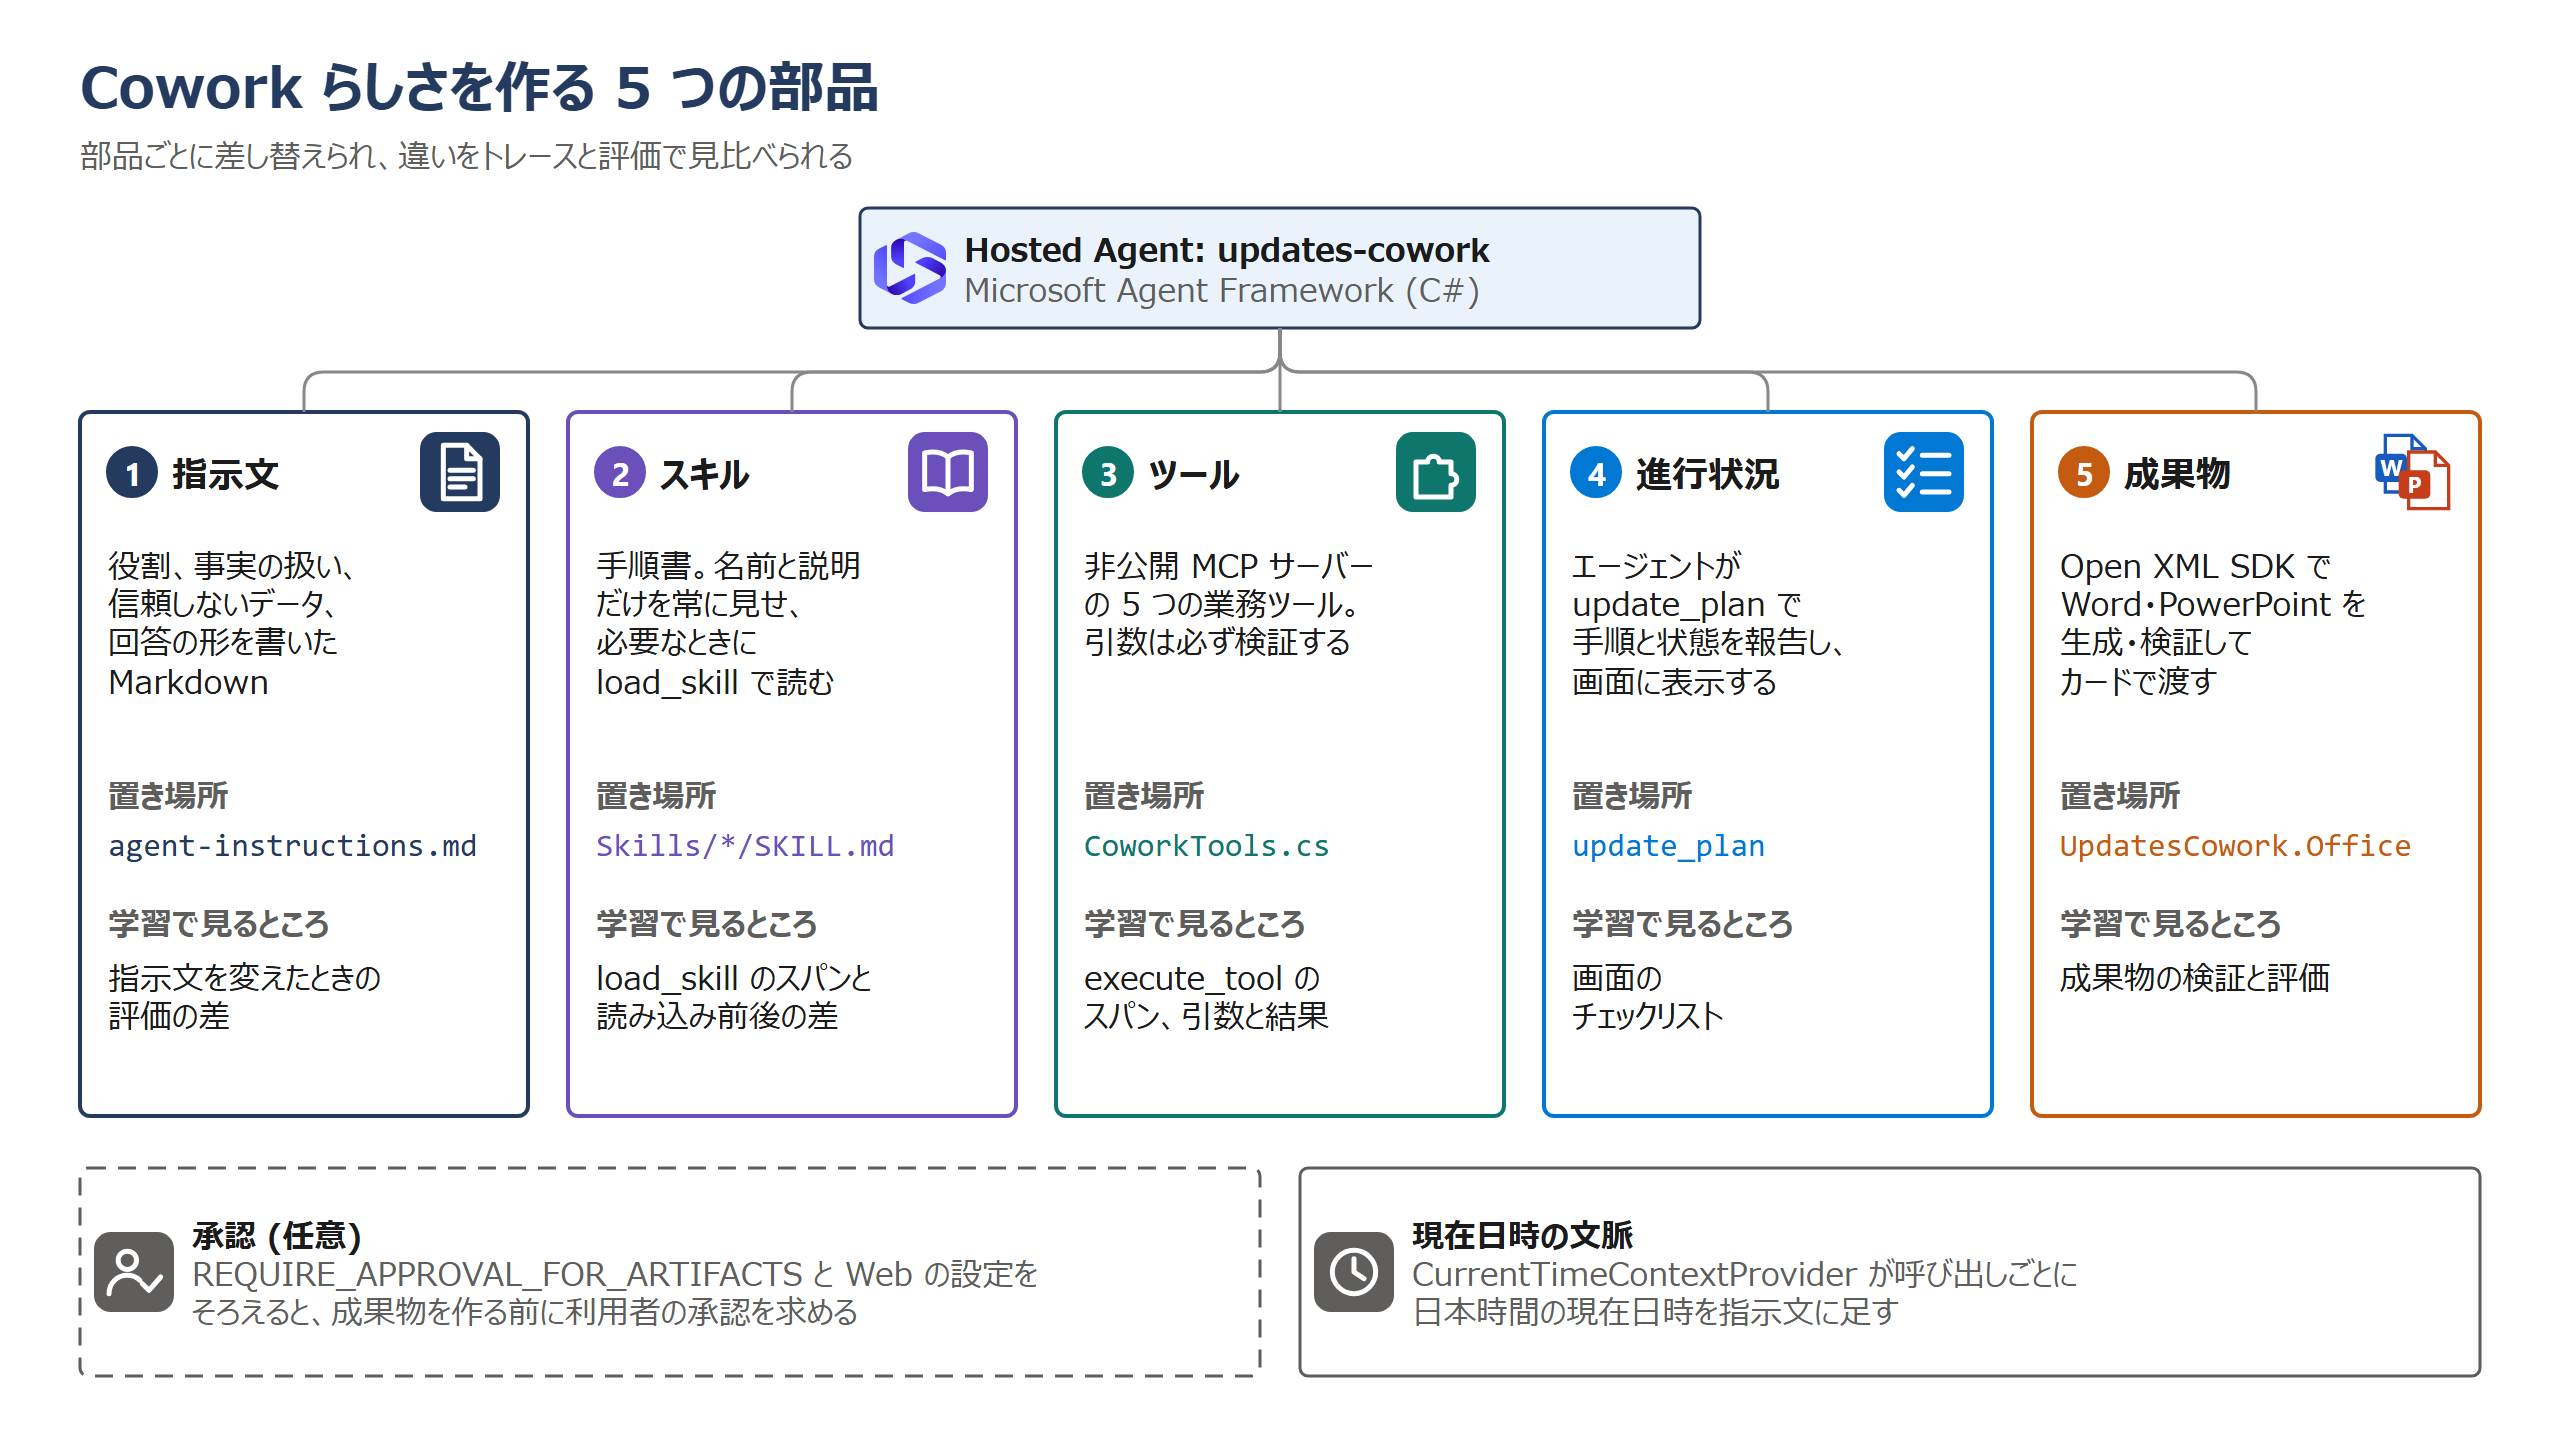 Cowork らしさを作る 5 つの部品
部品ごとに差し替えられ、違いをトレースと評価で見比べられる
Hosted Agent: updates-cowork
Microsoft Agent Framework (C#)
1 指示文
役割、事実の扱い、
信頼しないデータ、
回答の形を書いた
Markdown
置き場所
agent-instructions.md
学習で見るところ
指示文を変えたときの
評価の差
2 スキル
手順書。名前と説明
だけを常に見せ、
必要なときに
load_skill で読む
置き場所
Skills/*/SKILL.md
学習で見るところ
load_skill のスパンと
読み込み前後の差
3 ツール
非公開 MCP サーバー
の 5 つの業務ツール。
引数は必ず検証する
置き場所
CoworkTools.cs
学習で見るところ
execute_tool の
スパン、引数と結果
4 進行状況
エージェントが
update_plan で
手順と状態を報告し、
画面に表示する
置き場所
update_plan
学習で見るところ
画面の
チェックリスト
5 成果物
W
P
Open XML SDK で
Word・PowerPoint を
生成・検証して
カードで渡す
置き場所
UpdatesCowork.Office
学習で見るところ
成果物の検証と評価
承認 (任意)
REQUIRE_APPROVAL_FOR_ARTIFACTS と Web の設定を
そろえると、成果物を作る前に利用者の承認を求める
現在日時の文脈
CurrentTimeContextProvider が呼び出しごとに
日本時間の現在日時を指示文に足す